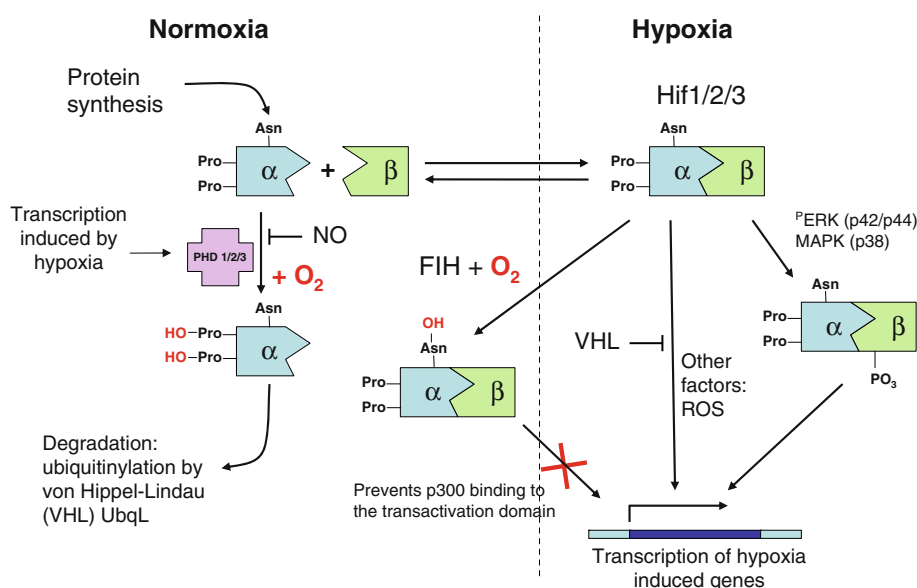 Normoxia
Protein
synthesis
Asn
Pro
Pro
α
+
β
Transcription
induced by
hypoxia
PHD 1/2/3
NO
+ O₂
Asn
HO Pro
HO Pro
α
Degradation:
ubiquitinylation by
von Hippel-Lindau
(VHL) UbqL
FIH + O₂
OH
Asn
Pro
Pro
α
β
Prevents p300 binding to
the transactivation domain
Hypoxia
Hif1/2/3
Asn
Pro
Pro
α
β
ᴾERK (p42/p44)
MAPK (p38)
VHL
Other
factors:
ROS
Asn
Pro
Pro
α
β
PO₃
Transcription of hypoxia
induced genes